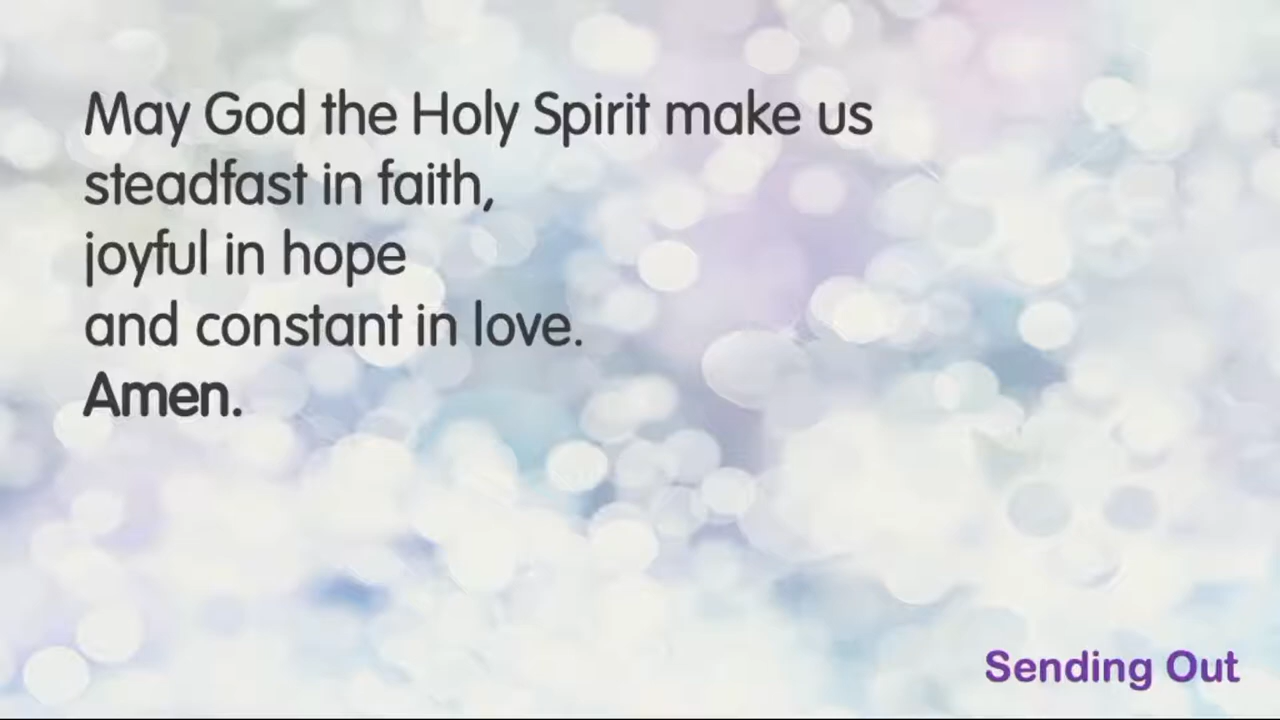 May God the Holy Spirit make us
steadfast in faith,
joyful in hope
and constant in love.
Amen.
Sending Out